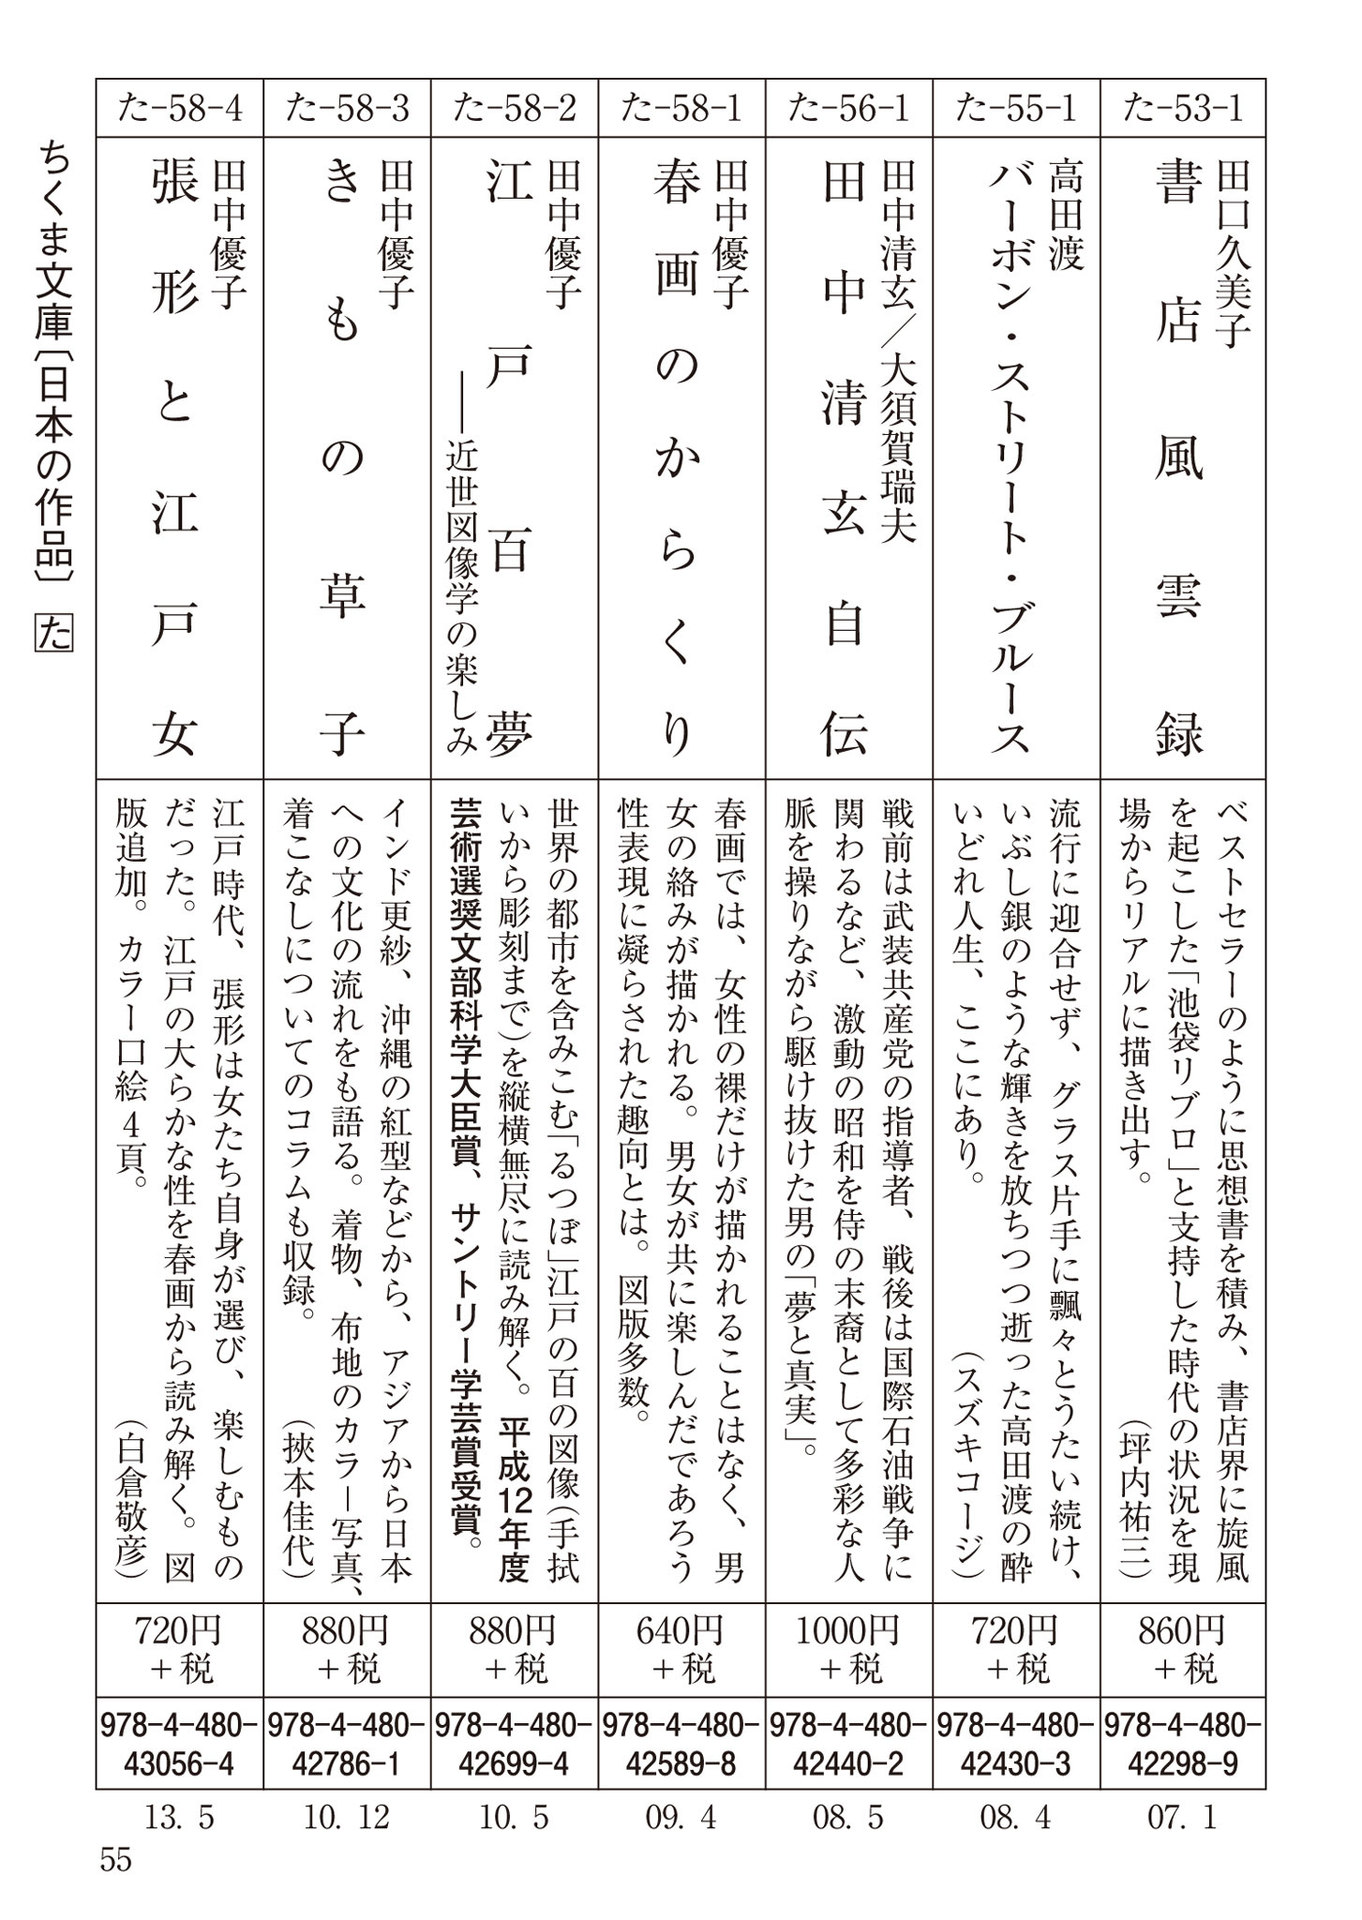 た-53-1
田口久美子
書店風雲録
ベストセラーのように思想書を積み、書店界に旋風
を起こした「池袋リブロ」と支持した時代の状況を現
場からリアルに描き出す。
（坪内祐三）
860円
+税
978-4-480-
42298-9
07. 1
た-55-1
高田渡
バーボン・ストリート・ブルース
流行に迎合せず、グラス片手に飄々とうたい続け、
いぶし銀のような輝きを放ちつつ逝った高田渡の酔
いどれ人生、ここにあり。
（スズキコージ）
720円
+税
978-4-480-
42430-3
08. 4
た-56-1
田中清玄／大須賀瑞夫
田中清玄自伝
戦前は武装共産党の指導者、戦後は国際石油戦争に
関わるなど、激動の昭和を侍の末裔として多彩な人
脈を操りながら駆け抜けた男の「夢と真実」。
1000円
+税
978-4-480-
42440-2
08. 5
た-58-1
田中優子
春画のからくり
春画では、女性の裸だけが描かれることはなく、男
女の絡みが描かれる。男女が共に楽しんだであろう
性表現に凝らされた趣向とは。図版多数。
640円
+税
978-4-480-
42589-8
09. 4
た-58-2
田中優子
江戸百夢
――近世図像学の楽しみ
世界の都市を含みこむ「るつぼ」江戸の百の図像（手拭
いから彫刻まで）を縦横無尽に読み解く。平成12年度
芸術選奨文部科学大臣賞、サントリー学芸賞受賞。
880円
+税
978-4-480-
42699-4
10. 5
た-58-3
田中優子
きもの草子
インド更紗、沖縄の紅型などから、アジアから日本
への文化の流れをも語る。着物、布地のカラー写真、
着こなしについてのコラムも収録。
（挾本佳代）
880円
+税
978-4-480-
42786-1
10. 12
た-58-4
田中優子
張形と江戸女
江戸時代、張形は女たち自身が選び、楽しむもの
だった。江戸の大らかな性を春画から読み解く。図
版追加。カラー口絵4頁。
（白倉敬彦）
720円
+税
978-4-480-
43056-4
13. 5
ちくま文庫〔日本の作品〕 た
55